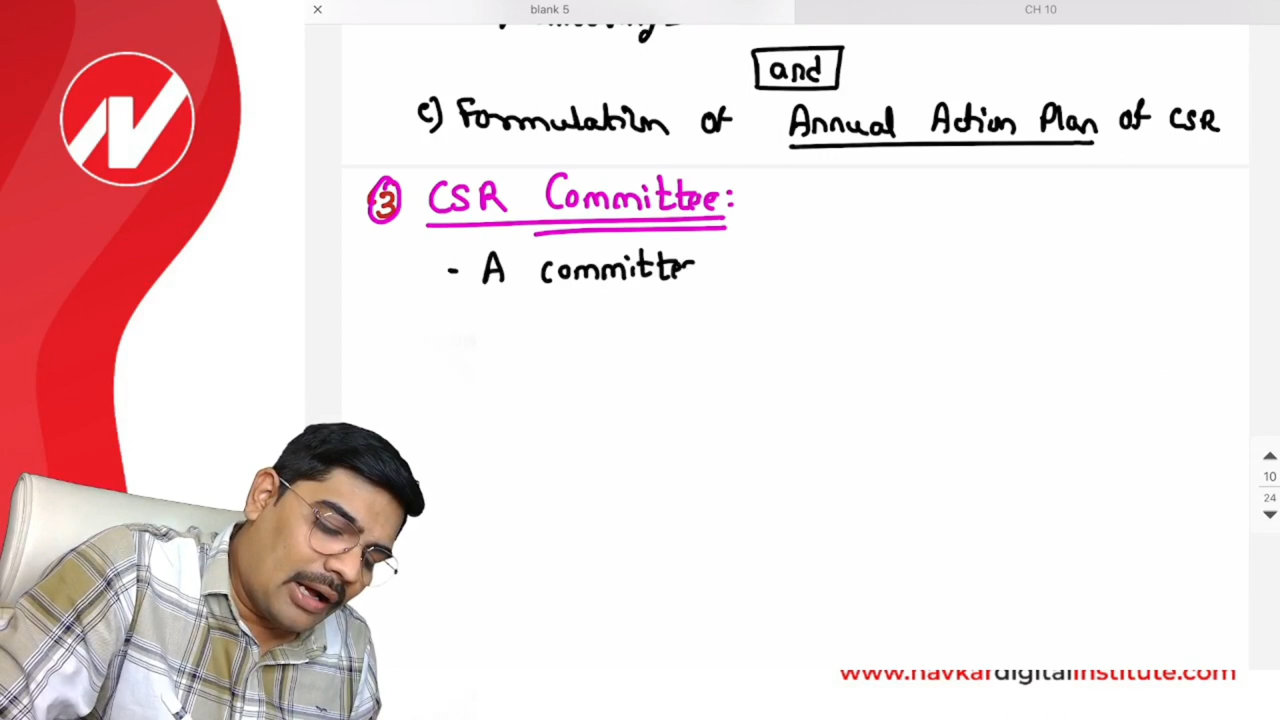 × blank 5 CH 10
and
c) Formulation of Annual Action Plan of CSR
③ CSR Committee:
- A committee
10
24
www.navkardigitalinstitute.com